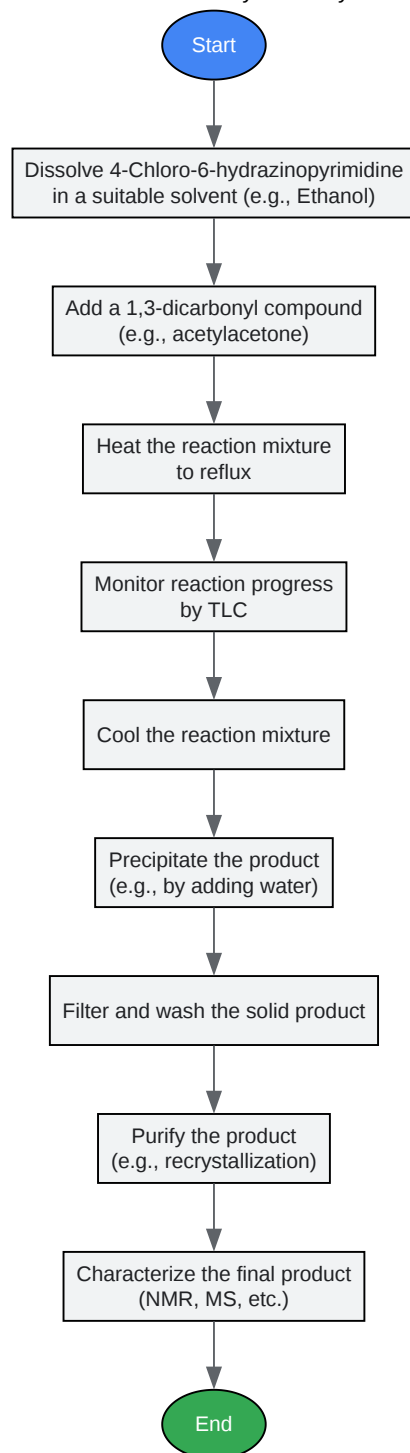 Start
Dissolve 4-Chloro-6-hydrazinopyrimidine
in a suitable solvent (e.g., Ethanol)
Add a 1,3-dicarbonyl compound
(e.g., acetylacetone)
Heat the reaction mixture
to reflux
Monitor reaction progress
by TLC
Cool the reaction mixture
Precipitate the product
(e.g., by adding water)
Filter and wash the solid product
Purify the product
(e.g., recrystallization)
Characterize the final product
(NMR, MS, etc.)
End